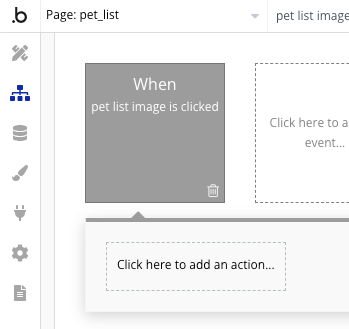 .b
Page: pet_list
pet list image
When
pet list image is clicked
Click here to a
event...
Click here to add an action...